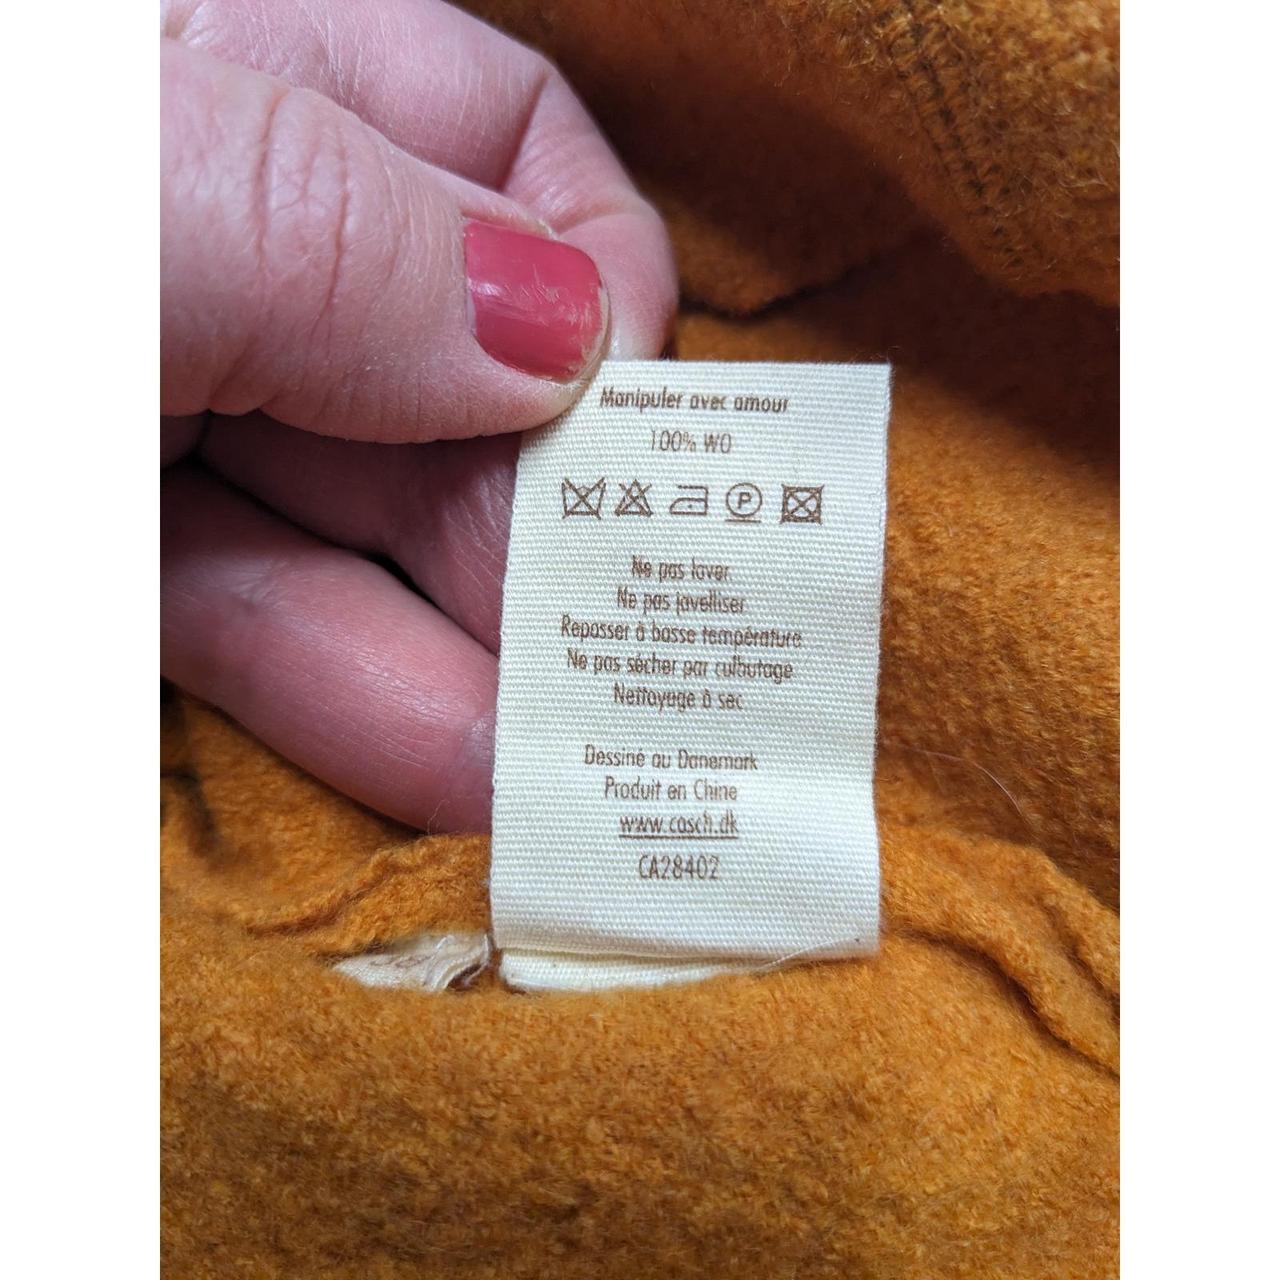 Manipuler avec amour
100% WO
P
Ne pas laver
Ne pas javelliser
Repasser à basse température
Ne pas sécher par culbutage
Nettoyage à sec
Dessiné au Danemark
Produit en Chine
www.casch.dk
CA28402